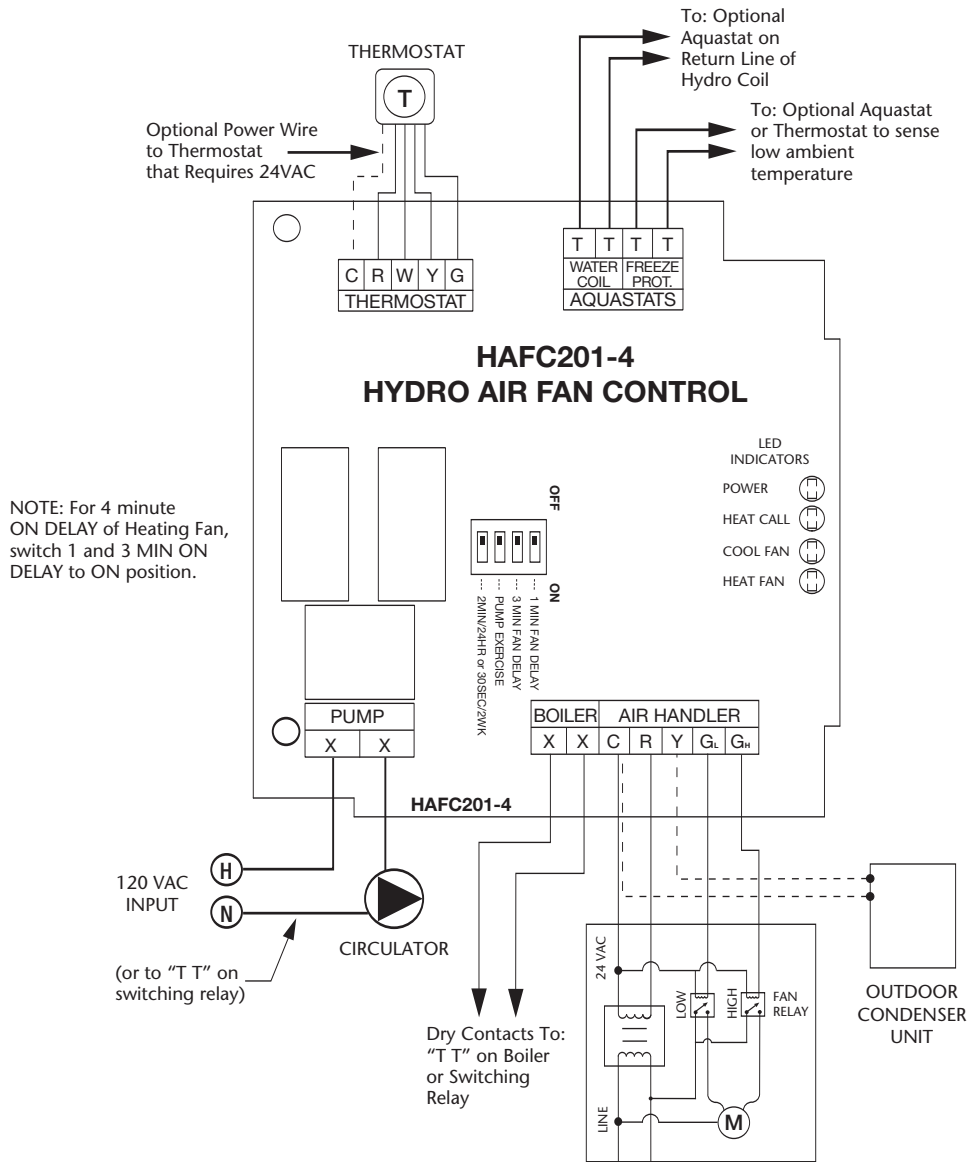 THERMOSTAT
T
Optional Power Wire
to Thermostat
that Requires 24VAC
To: Optional
Aquastat on
Return Line of
Hydro Coil
To: Optional Aquastat
or Thermostat to sense
low ambient
temperature
C R W Y G
THERMOSTAT
T T T T
WATER COIL
FREEZE PROT.
AQUASTATS
HAFC201-4
HYDRO AIR FAN CONTROL
LED
INDICATORS
POWER
HEAT CALL
COOL FAN
HEAT FAN
NOTE: For 4 minute
ON DELAY of Heating Fan,
switch 1 and 3 MIN ON
DELAY to ON position.
OFF
ON
--- 1 MIN FAN DELAY
--- 3 MIN FAN DELAY
--- PUMP EXERCISE
--- 2MIN/24HR or 30SEC/2WK
PUMP
X X
BOILER AIR HANDLER
X X C R Y GL GH
HAFC201-4
120 VAC
INPUT
H
N
CIRCULATOR
(or to “T T” on
switching relay)
Dry Contacts To:
“T T” on Boiler
or Switching
Relay
24 VAC
LOW
HIGH
FAN
RELAY
LINE
M
OUTDOOR
CONDENSER
UNIT